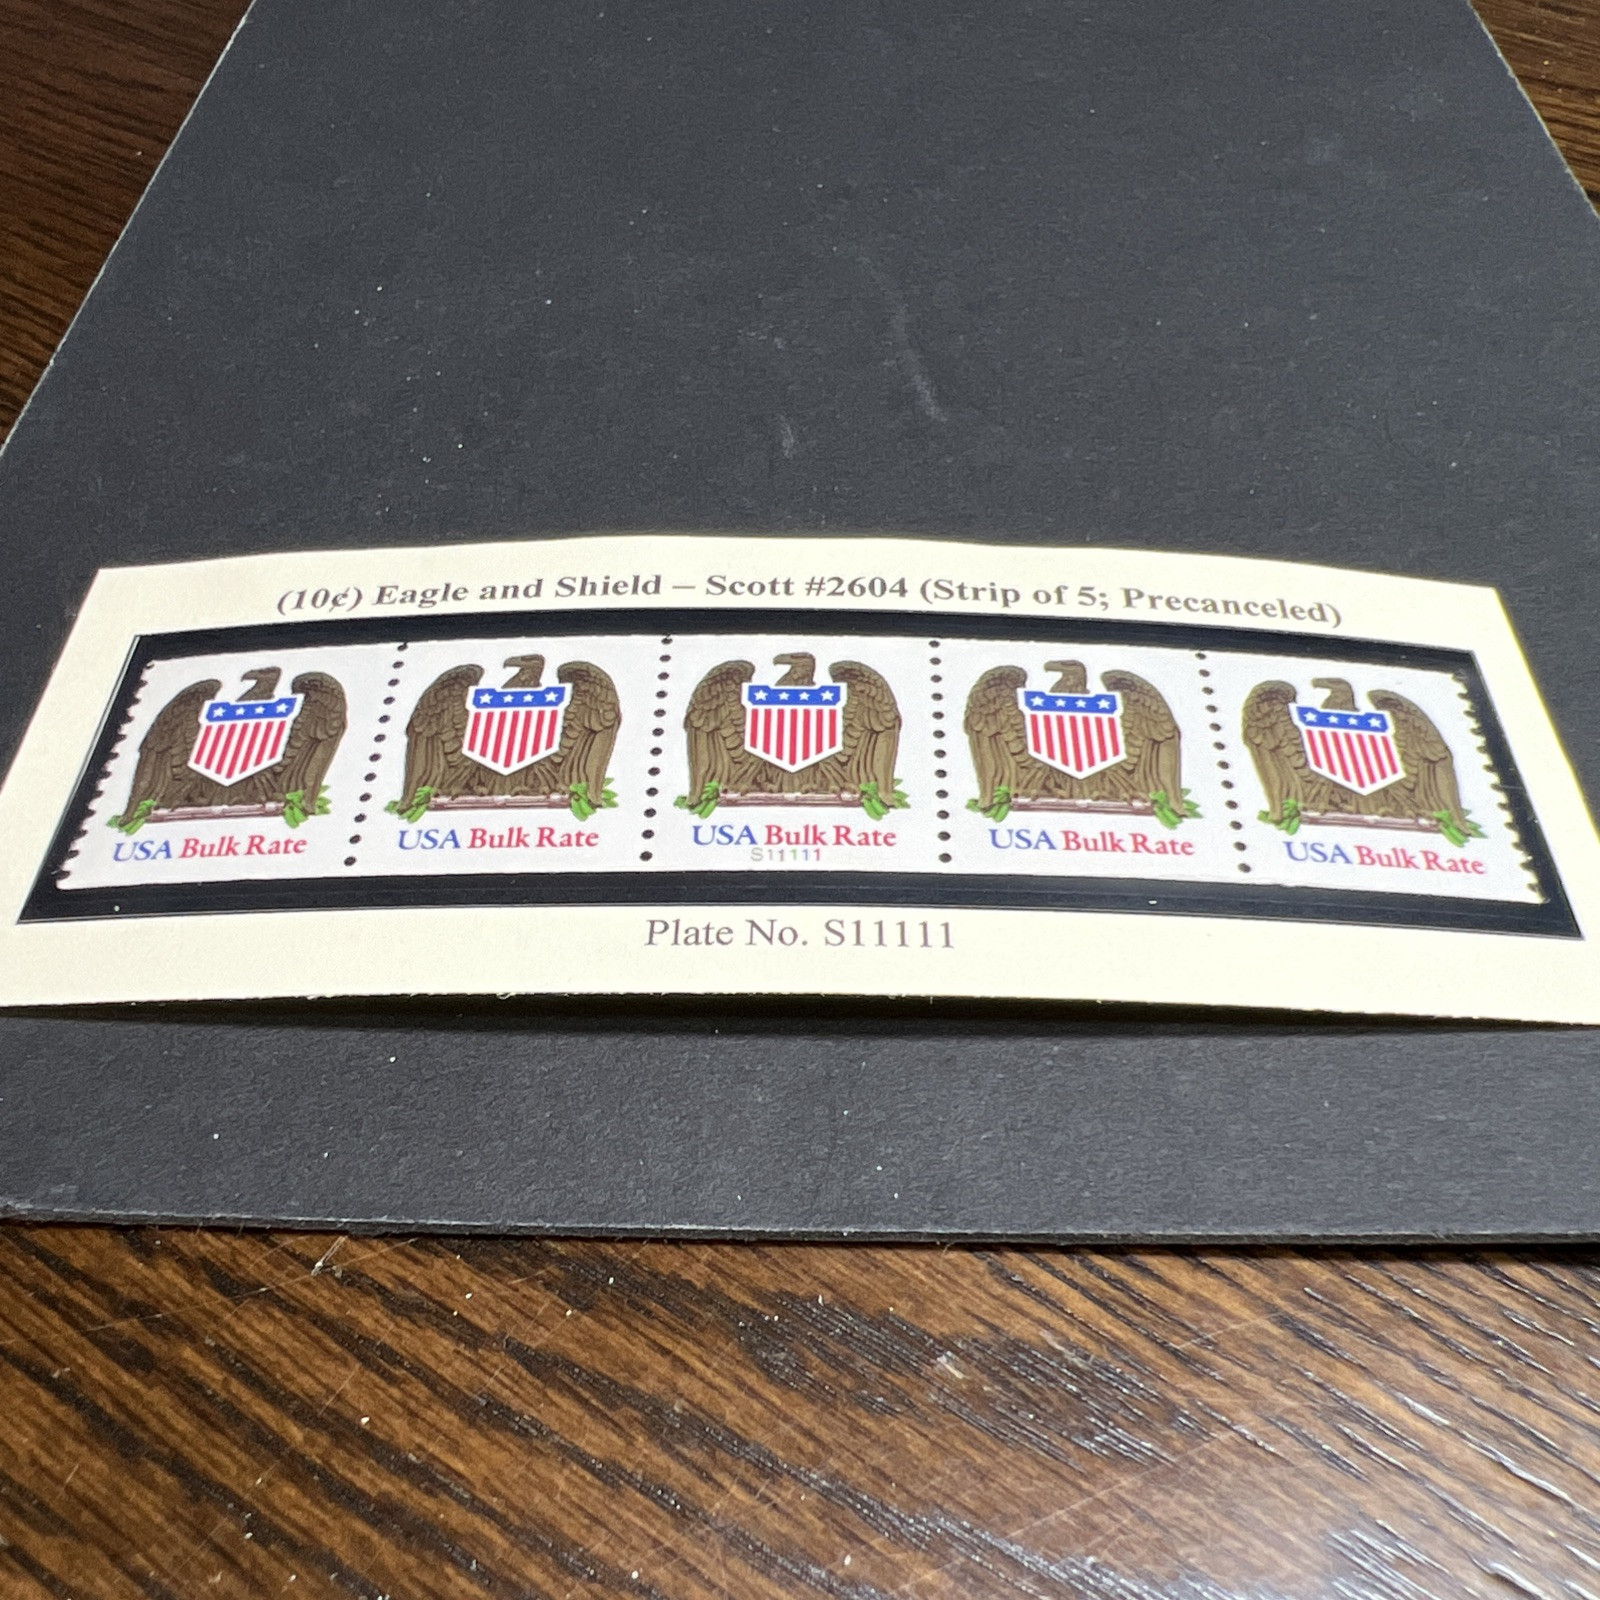 (10¢) Eagle and Shield – Scott #2604 (Strip of 5; Precanceled)
USA Bulk Rate
USA Bulk Rate
USA Bulk Rate
S11111
USA Bulk Rate
USA Bulk Rate
Plate No. S11111